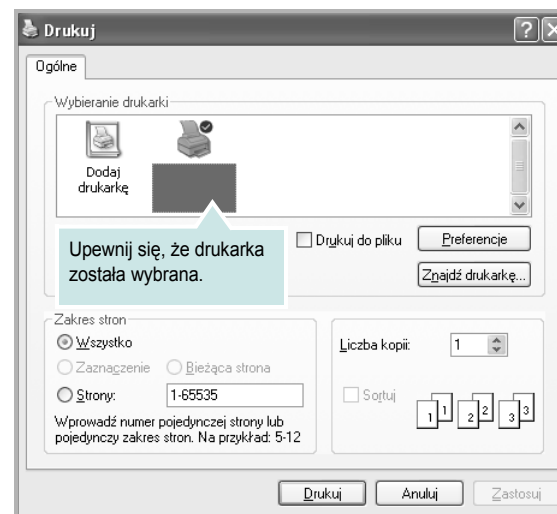 Drukuj
Ogólne
Wybieranie drukarki
Dodaj
drukarkę
Upewnij się, że drukarka
została wybrana.
Drukuj do pliku
Preferencje
Znajdź drukarkę...
Zakres stron
Wszystko
Zaznaczenie
Bieżąca strona
Strony:
1-65535
Wprowadź numer pojedynczej strony lub
pojedynczy zakres stron. Na przykład: 5-12
Liczba kopii:
1
Sortuj
1 1 2 2 3 3
Drukuj
Anuluj
Zastosuj